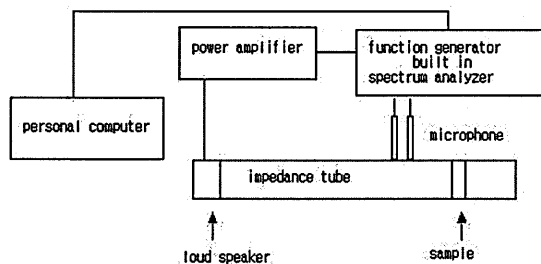 power amplifier
function generator
built in
spectrum analyzer
personal computer
microphone
impedance tube
loud speaker
sample